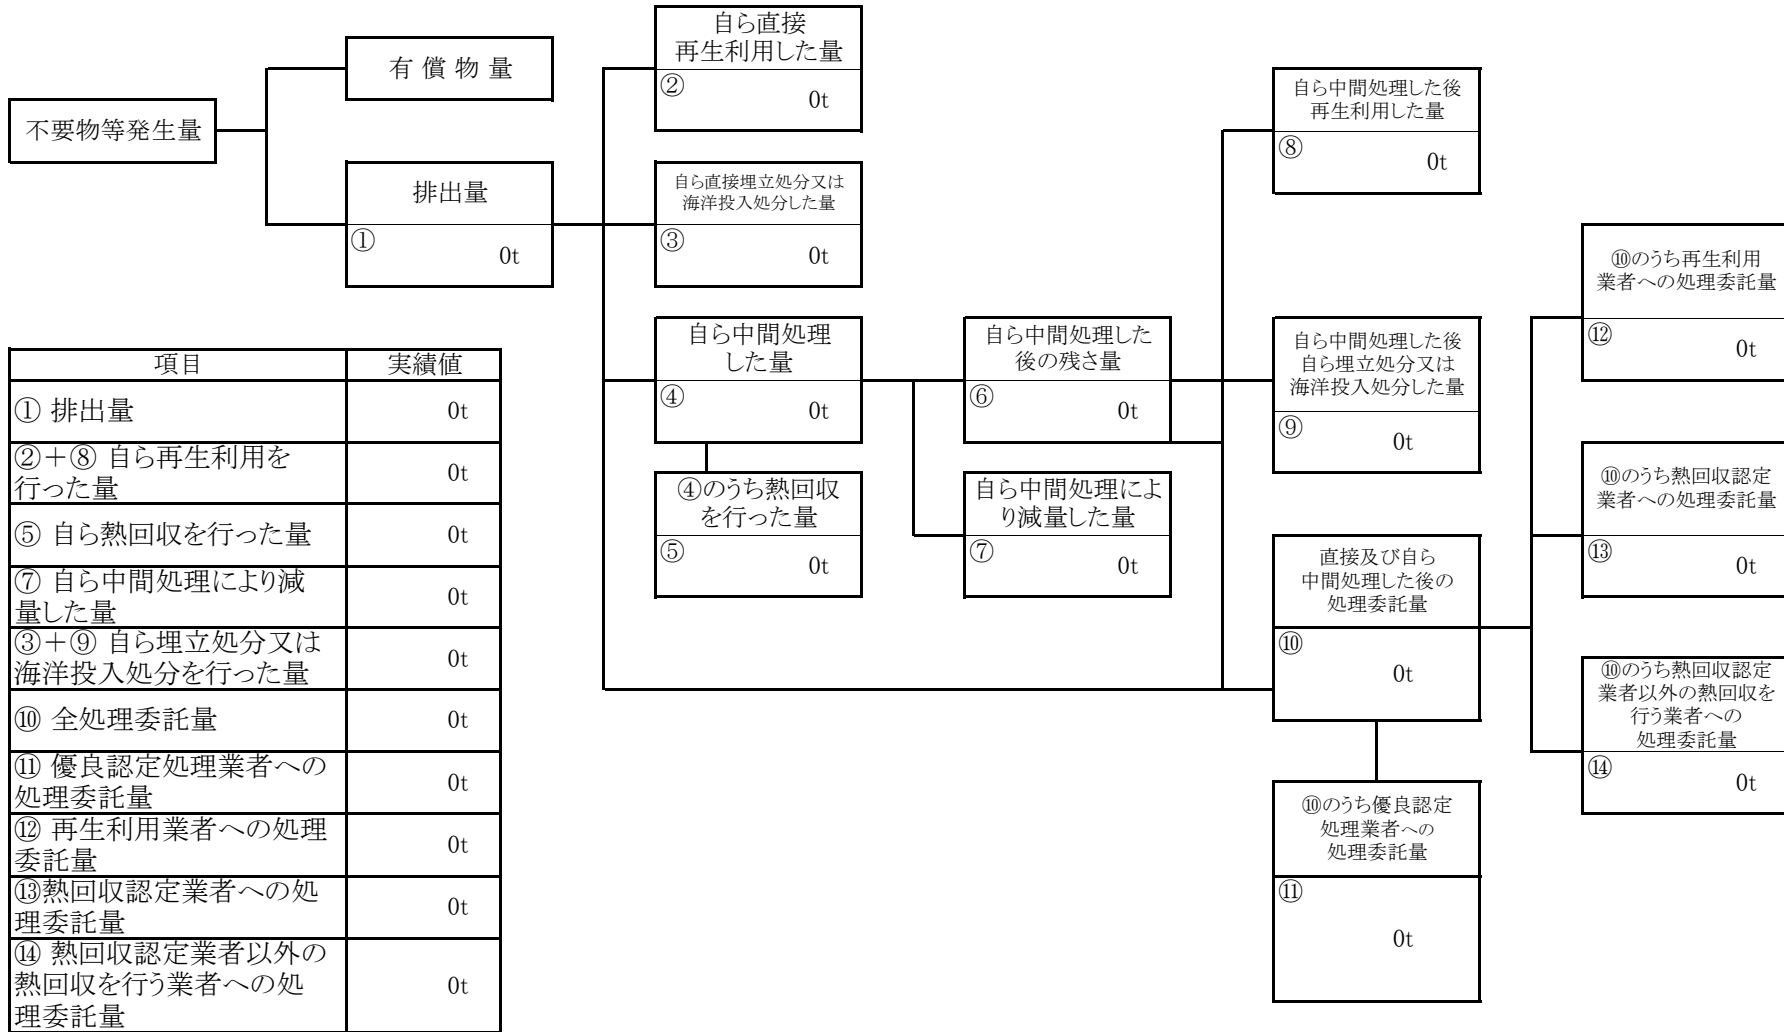 不要物等発生量
有 償 物 量
排出量
①
0t
自ら直接
再生利用した量
②
0t
自ら直接埋立処分又は
海洋投入処分した量
③
0t
自ら中間処理
した量
④
0t
④のうち熱回収
を行った量
⑤
0t
自ら中間処理した
後の残さ量
⑥
0t
自ら中間処理によ
り減量した量
⑦
0t
自ら中間処理した後
再生利用した量
⑧
0t
自ら中間処理した後
自ら埋立処分又は
海洋投入処分した量
⑨
0t
直接及び自ら
中間処理した後の
処理委託量
⑩
0t
⑩のうち優良認定
処理業者への
処理委託量
⑪
0t
⑩のうち再生利用
業者への処理委託量
⑫
0t
⑩のうち熱回収認定
業者への処理委託量
⑬
0t
⑩のうち熱回収認定
業者以外の熱回収を
行う業者への
処理委託量
⑭
0t
項目 実績値
① 排出量 0t
②＋⑧ 自ら再生利用を
行った量 0t
⑤ 自ら熱回収を行った量 0t
⑦ 自ら中間処理により減
量した量 0t
③＋⑨ 自ら埋立処分又は
海洋投入処分を行った量 0t
⑩ 全処理委託量 0t
⑪ 優良認定処理業者への
処理委託量 0t
⑫ 再生利用業者への処理
委託量 0t
⑬熱回収認定業者への処
理委託量 0t
⑭ 熱回収認定業者以外の
熱回収を行う業者への処
理委託量 0t